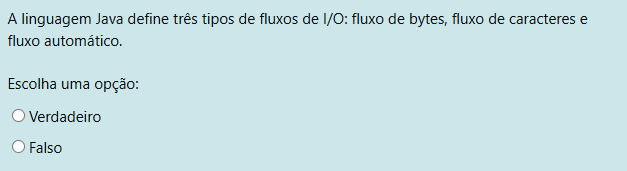 A linguagem Java define três tipos de fluxos de I/O: fluxo de bytes, fluxo de caracteres e
fluxo automático.
Escolha uma opção:
Verdadeiro
Falso